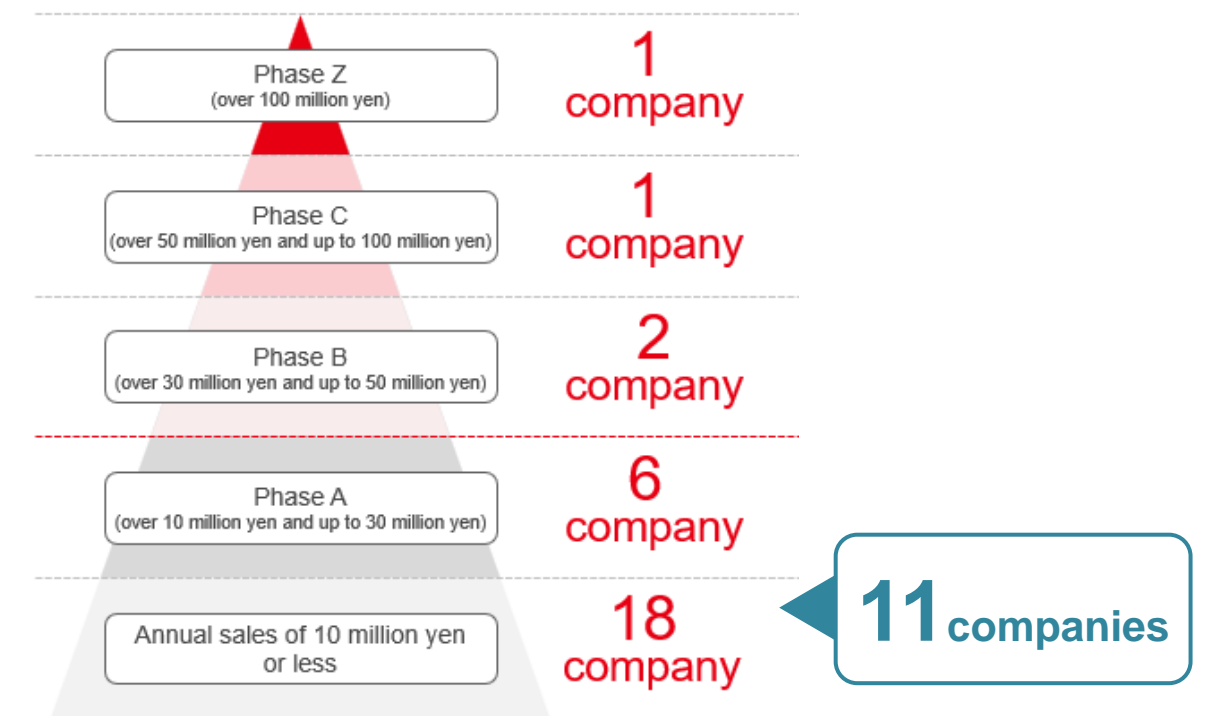 Phase Z
(over 100 million yen)
1
company
Phase C
(over 50 million yen and up to 100 million yen)
1
company
Phase B
(over 30 million yen and up to 50 million yen)
2
company
Phase A
(over 10 million yen and up to 30 million yen)
6
company
Annual sales of 10 million yen
or less
18
company
11 companies